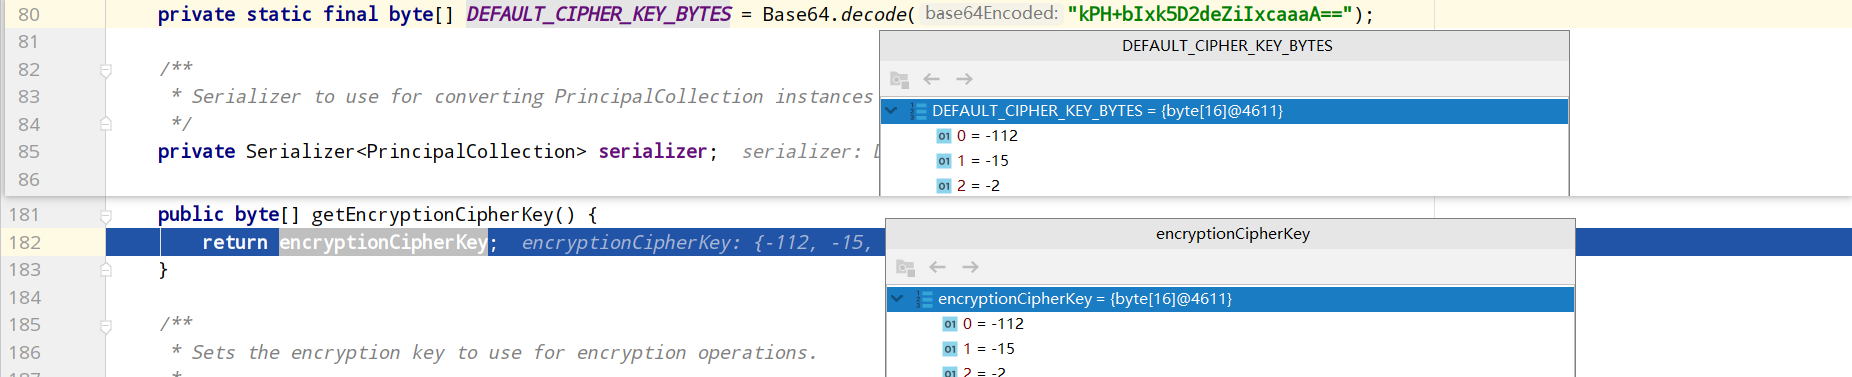 80 private static final byte[] DEFAULT_CIPHER_KEY_BYTES = Base64.decode( base64Encoded: "kPH+bIxk5D2deZiIxcaaaA==");
81 DEFAULT_CIPHER_KEY_BYTES
82 /**
83 * Serializer to use for converting PrincipalCollection instances
84 */ DEFAULT_CIPHER_KEY_BYTES = {byte[16]@4611}
01 0 = -112
85 private Serializer<PrincipalCollection> serializer; serializer:
01 1 = -15
86 01 2 = -2
181 public byte[] getEncryptionCipherKey() {
182 return encryptionCipherKey; encryptionCipherKey: {-112, -15,
encryptionCipherKey
183 }
184 encryptionCipherKey = {byte[16]@4611}
185 /** 01 0 = -112
186 * Sets the encryption key to use for encryption operations.
01 1 = -15
187 *
01 2 = -2